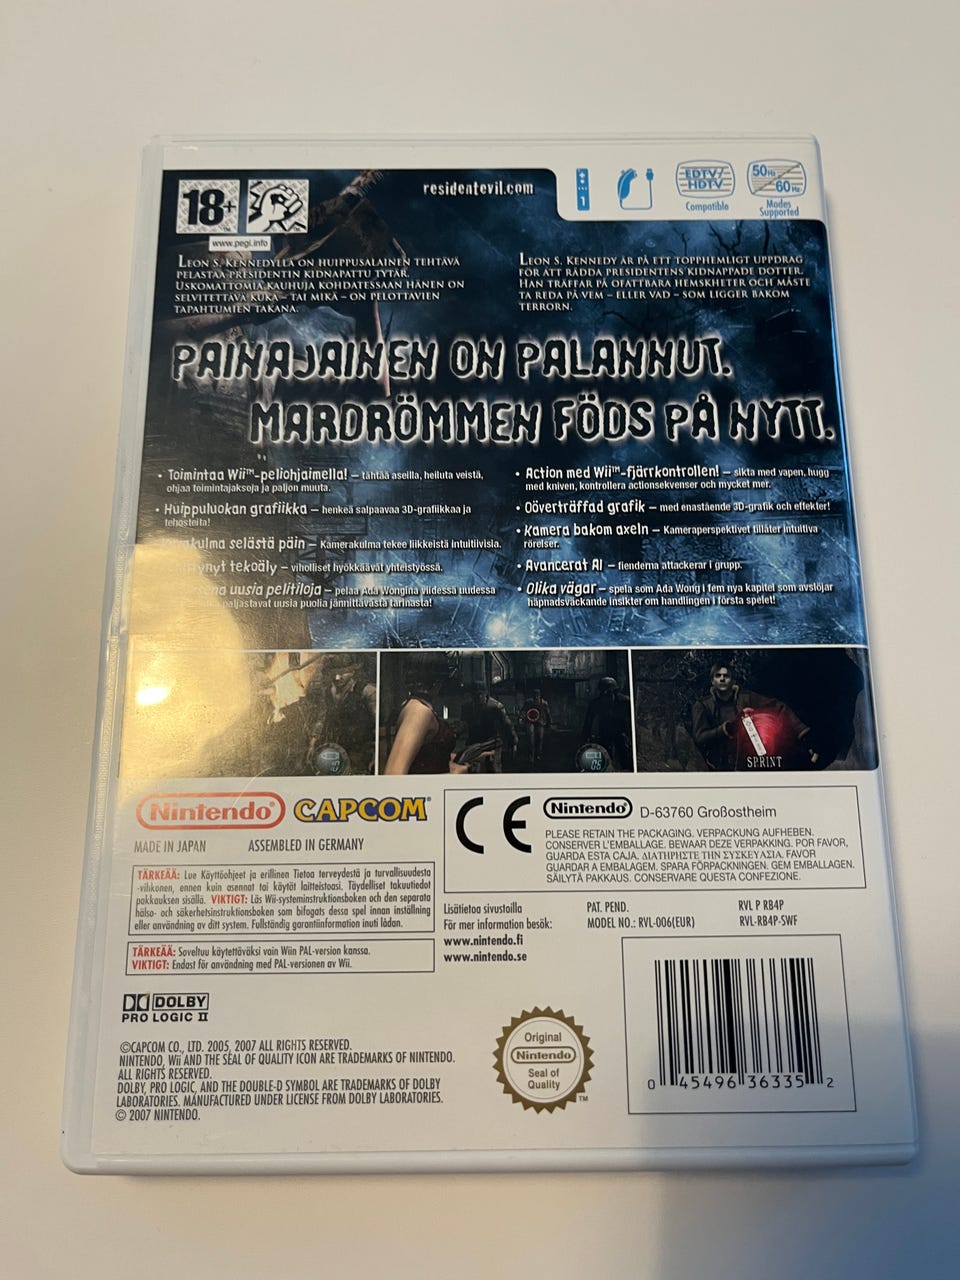 18+
www.pegi.info
residentevil.com
1
EDTV/
HDTV
Compatible
50Hz
60Hz
Modes
Supported
LEON S. KENNEDYLLÄ ON HUIPPUSALAINEN TEHTÄVÄ
PELASTAA PRESIDENTIN KIDNAPATTU TYTÄR.
USKOMATTOMIA KAUHUJA KOHDATESSAAN HÄNEN ON
SELVITETTÄVÄ KUKA – TAI MIKÄ – ON PELOTTAVIEN
TAPAHTUMIEN TAKANA.
LEON S. KENNEDY ÄR PÅ ETT TOPPHEMLIGT UPPDRAG
FÖR ATT RÄDDA PRESIDENTENS KIDNAPPADE DOTTER.
HAN TRÄFFAR PÅ OFATTBARA HEMSKHETER OCH MÅSTE
TA REDA PÅ VEM – ELLER VAD – SOM LIGGER BAKOM
TERRORN.
PAINAJAINEN ON PALANNUT.
MARDRÖMMEN FÖDS PÅ NYTT.
• Toimintaa Wii™-peliohjaimella! – tähtää aseilla, heiluta veistä,
ohjaa toimintajaksoja ja paljon muuta.
• Huippuluokan grafiikka – henkeä salpaavaa 3D-grafiikkaa ja
tehosteita!
selästä päin – Kamerakulma tekee liikkeistä intuitiivisia.
tekoäly – viholliset hyökkäävät yhteistyössä.
uusia pelitiloja – pelaa Ada Wongina viidessä uudessa
paljastavat uusia puolia jännittävästä tarinasta!
• Action med Wii™-fjärrkontrollen! – sikta med vapen, hugg
med kniven, kontrollera actionsekvenser och mycket mer.
• Oöverträffad grafik – med enastående 3D-grafik och effekter!
• Kamera bakom axeln – Kameraperspektivet tillåter intuitiva
rörelser.
• Avancerat AI – fienderna attackerar i grupp.
• Olika vägar – spela som Ada Wong i fem nya kapitel som avslöjar
häpnadsväckande insikter om handlingen i första spelet!
SPRINT
Nintendo CAPCOM
MADE IN JAPAN ASSEMBLED IN GERMANY
CE Nintendo D-63760 Großostheim
PLEASE RETAIN THE PACKAGING. VERPACKUNG AUFHEBEN.
CONSERVER L'EMBALLAGE. BEWAAR DEZE VERPAKKING. POR FAVOR,
GUARDA ESTA CAJA. ΔΙΑΤΗΡΗΣΤΕ ΤΗΝ ΣΥΣΚΕΥΑΣΙΑ. FAVOR
GUARDAR A EMBALAGEM. SPARA FÖRPACKNINGEN. GEM EMBALLAGEN.
SÄILYTÄ PAKKAUS. CONSERVARE QUESTA CONFEZIONE.
TÄRKEÄÄ: Lue Käyttöohjeet ja erillinen Tietoa terveydestä ja turvallisuudesta
-vihkonen, ennen kuin asennat tai käytät laitteistoasi. Täydelliset takuutiedot
pakkauksen sisällä. VIKTIGT: Läs Wii-systeminstruktionsboken och den separata
hälso- och säkerhetsinstruktionsboken som bifogats dessa spel innan inställning
eller användning av ditt system. Fullständig garantiinformation inuti lådan.
TÄRKEÄÄ: Soveltuu käytettäväksi vain Wiin PAL-version kanssa.
VIKTIGT: Endast för användning med PAL-versionen av Wii.
Lisätietoa sivustoilla
För mer information besök:
www.nintendo.fi
www.nintendo.se
PAT. PEND.
MODEL NO.: RVL-006(EUR)
RVL P RB4P
RVL-RB4P-SWF
DOLBY
PRO LOGIC II
©CAPCOM CO., LTD. 2005, 2007 ALL RIGHTS RESERVED.
NINTENDO, Wii AND THE SEAL OF QUALITY ICON ARE TRADEMARKS OF NINTENDO.
ALL RIGHTS RESERVED.
DOLBY, PRO LOGIC, AND THE DOUBLE-D SYMBOL ARE TRADEMARKS OF DOLBY
LABORATORIES. MANUFACTURED UNDER LICENSE FROM DOLBY LABORATORIES.
© 2007 NINTENDO.
Original
Nintendo
Seal of
Quality
TM
0 45496 36335 2